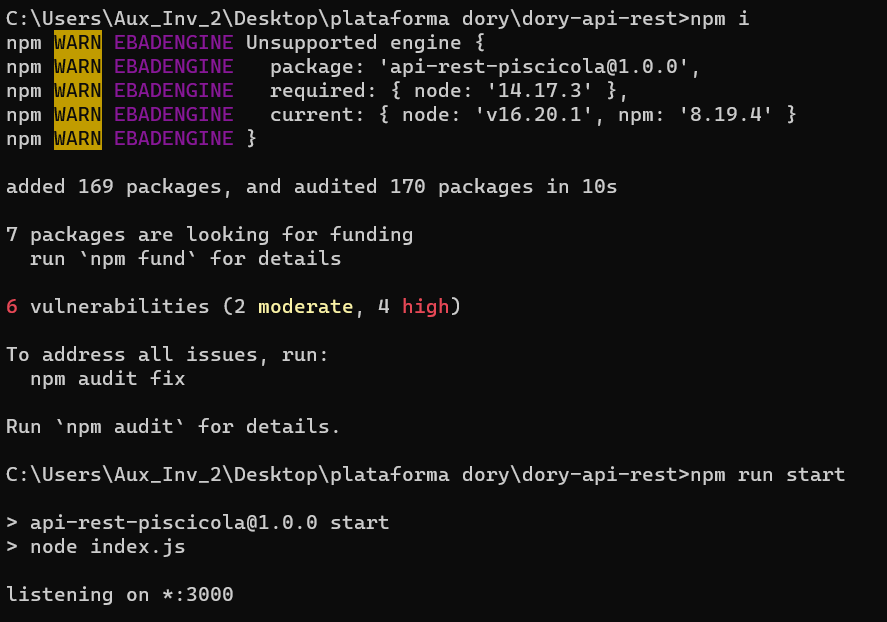 C:\Users\Aux_Inv_2\Desktop\plataforma dory\dory-api-rest>npm i
npm WARN EBADENGINE Unsupported engine {
npm WARN EBADENGINE   package: 'api-rest-piscicola@1.0.0',
npm WARN EBADENGINE   required: { node: '14.17.3' },
npm WARN EBADENGINE   current: { node: 'v16.20.1', npm: '8.19.4' }
npm WARN EBADENGINE }
added 169 packages, and audited 170 packages in 10s
7 packages are looking for funding
  run `npm fund` for details
6 vulnerabilities (2 moderate, 4 high)
To address all issues, run:
  npm audit fix
Run `npm audit` for details.
C:\Users\Aux_Inv_2\Desktop\plataforma dory\dory-api-rest>npm run start
> api-rest-piscicola@1.0.0 start
> node index.js
listening on *:3000